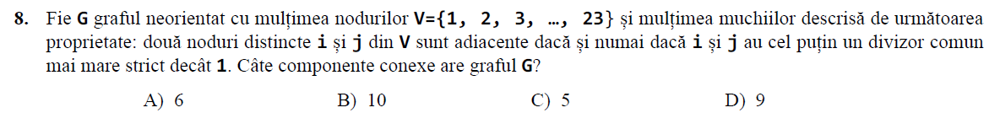 8. Fie G graful neorientat cu mulțimea nodurilor V={1, 2, 3, …, 23} și mulțimea muchiilor descrisă de următoarea
proprietate: două noduri distincte i și j din V sunt adiacente dacă și numai dacă i și j au cel puțin un divizor comun
mai mare strict decât 1. Câte componente conexe are graful G?
A) 6 B) 10 C) 5 D) 9